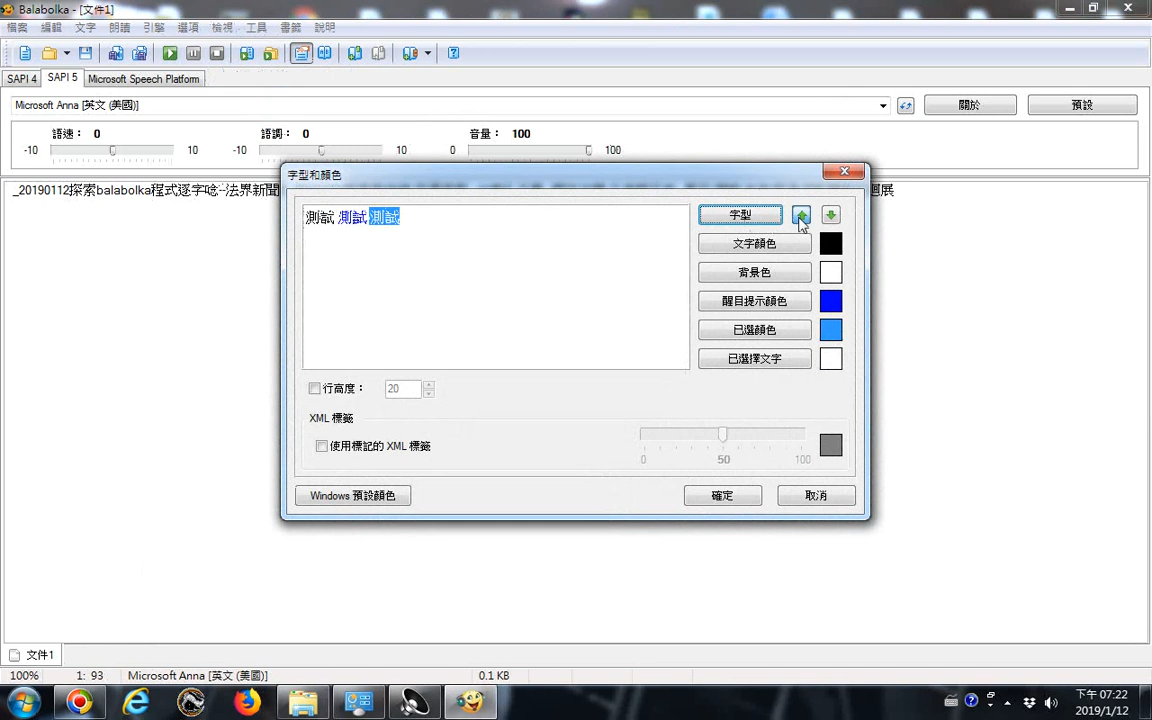 Balabolka - [文件1]
檔案 編輯 文字 朗讀 引擎 選項 檢視 工具 書籤 說明
SAPI 4 SAPI 5 Microsoft Speech Platform
Microsoft Anna [英文 (美國)] 關於 預設
語速： 0 語調： 0 音量： 100
-10 10 -10 10 0 100
_20190112探索balabolka程式逐字唸--法界新聞
字型和顏色
測試 測試 測試
字型
文字顏色
背景色
醒目提示顏色
已選顏色
已選擇文字
行高度： 20
XML 標籤
使用標記的 XML 標籤
0 50 100
Windows 預設顏色 確定 取消
文件1
100% 1: 93 Microsoft Anna [英文 (美國)] 0.1 KB
下午 07:22
2019/1/12